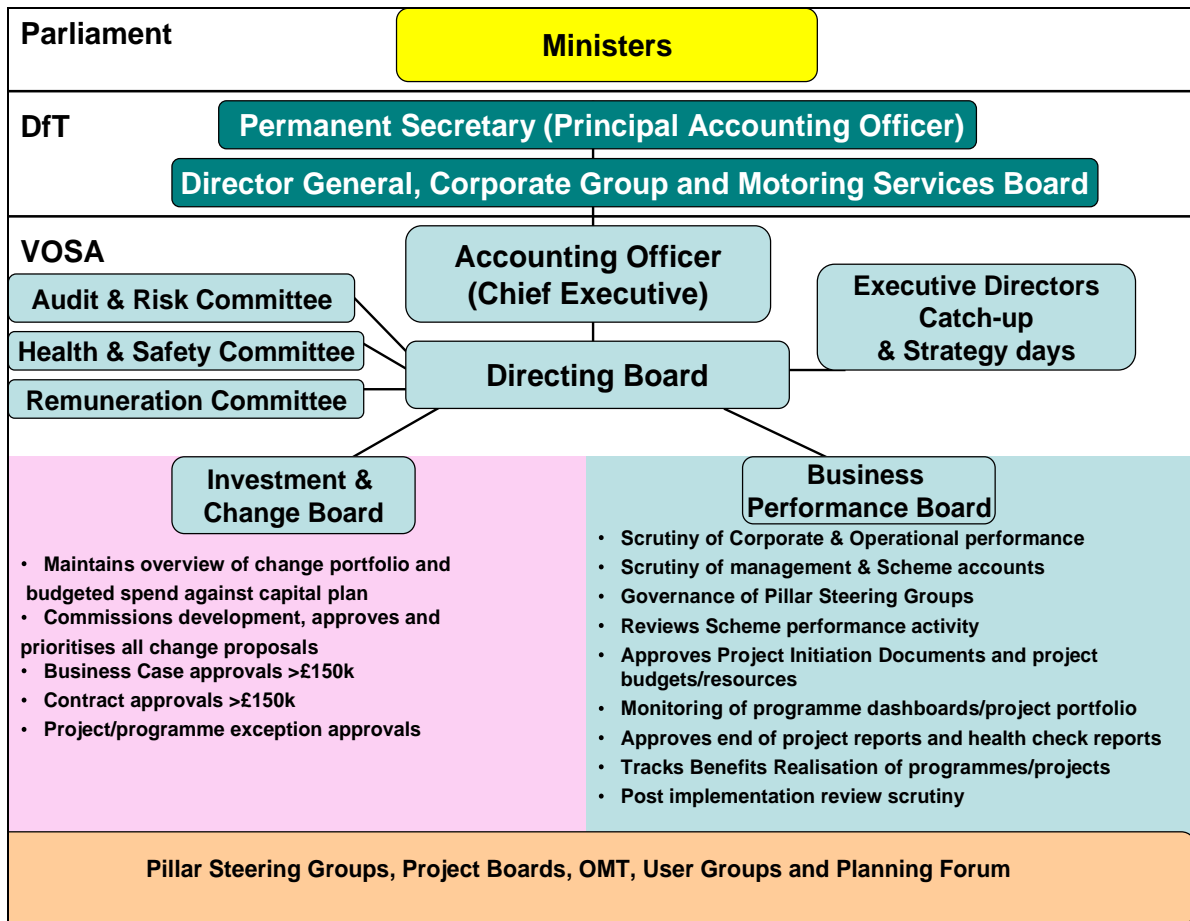 Parliament
Ministers
DfT
Permanent Secretary (Principal Accounting Officer)
Director General, Corporate Group and Motoring Services Board
VOSA
Accounting Officer
(Chief Executive)
Audit & Risk Committee
Health & Safety Committee
Remuneration Committee
Directing Board
Executive Directors
Catch-up
& Strategy days
Investment &
Change Board
• Maintains overview of change portfolio and
budgeted spend against capital plan
• Commissions development, approves and
prioritises all change proposals
• Business Case approvals >£150k
• Contract approvals >£150k
• Project/programme exception approvals
Business
Performance Board
• Scrutiny of Corporate & Operational performance
• Scrutiny of management & Scheme accounts
• Governance of Pillar Steering Groups
• Reviews Scheme performance activity
• Approves Project Initiation Documents and project
budgets/resources
• Monitoring of programme dashboards/project portfolio
• Approves end of project reports and health check reports
• Tracks Benefits Realisation of programmes/projects
• Post implementation review scrutiny
Pillar Steering Groups, Project Boards, OMT, User Groups and Planning Forum